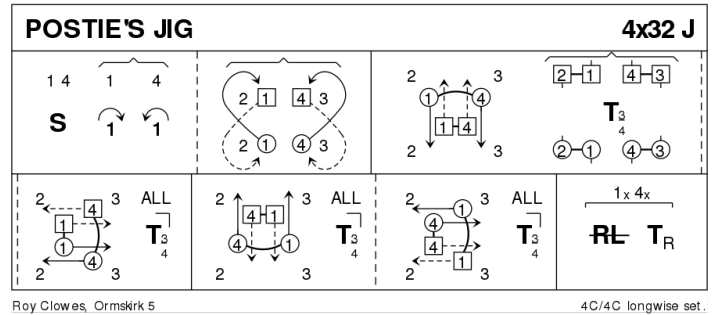 POSTIE'S JIG 4x32 J
1 4 1 4
S 1 1
2 1 4 3
2 1 4 3
2 3
1 4
1 4
2 3
2 1 4 3
T 3 4
2 1 4 3
2 4 3 ALL
1
T 3 4
1 4
2 3
2 3 ALL
4 1
T 3 4
4 1
2 3
2 1 3 ALL
4
T 3 4
4 1
2 3
1x 4x
RL TR
Roy Clowes, Ormskirk 5 4C/4C longwise set.